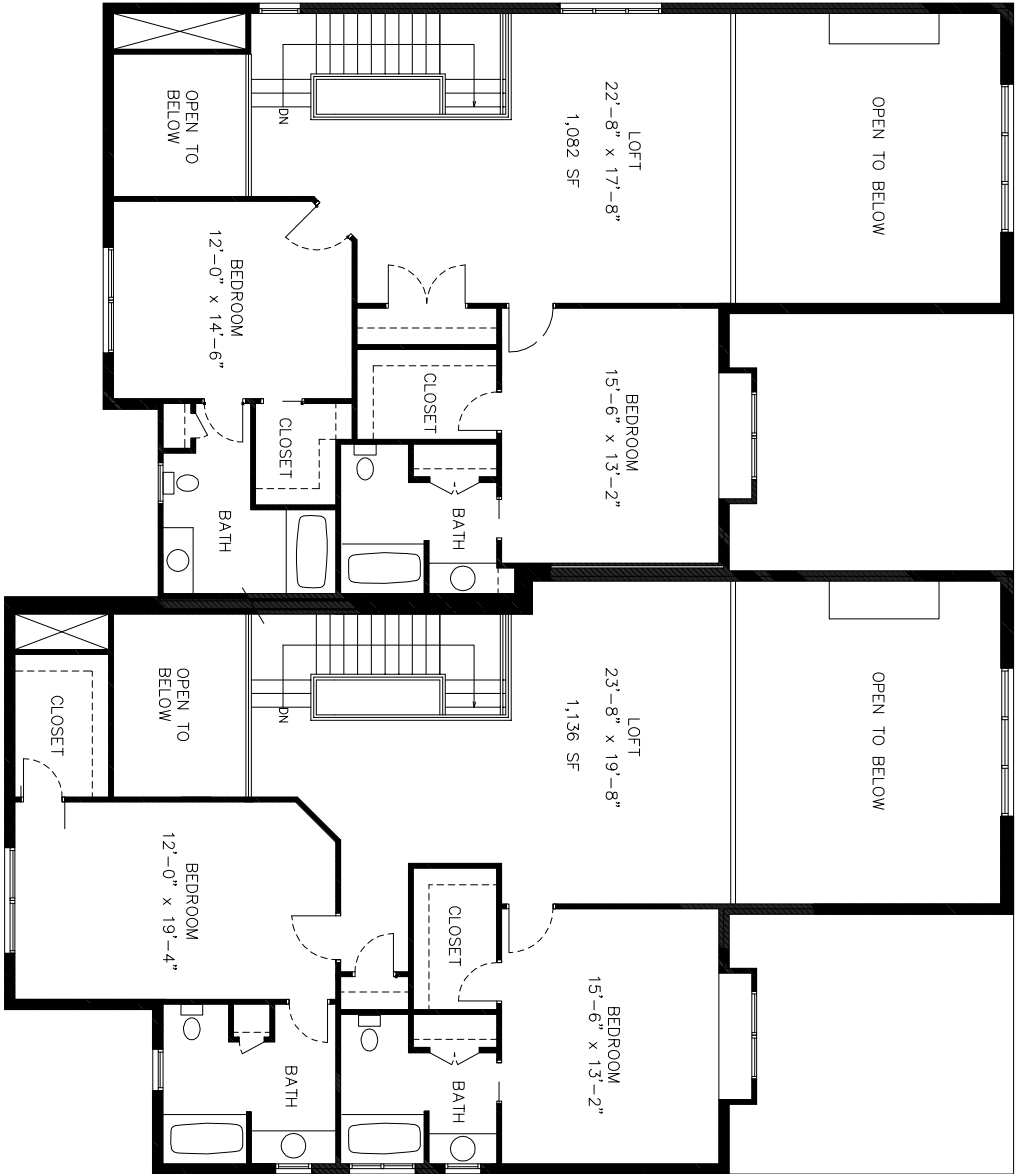 OPEN TO BELOW
LOFT
22'-8" x 17'-8"
1,082 SF
DN
OPEN TO
BELOW
BEDROOM
12'-0" x 14'-6"
BEDROOM
15'-6" x 13'-2"
CLOSET
CLOSET
BATH
BATH
OPEN TO BELOW
LOFT
23'-8" x 19'-8"
1,136 SF
DN
OPEN TO
BELOW
CLOSET
BEDROOM
12'-0" x 19'-4"
CLOSET
BEDROOM
15'-6" x 13'-2"
BATH
BATH